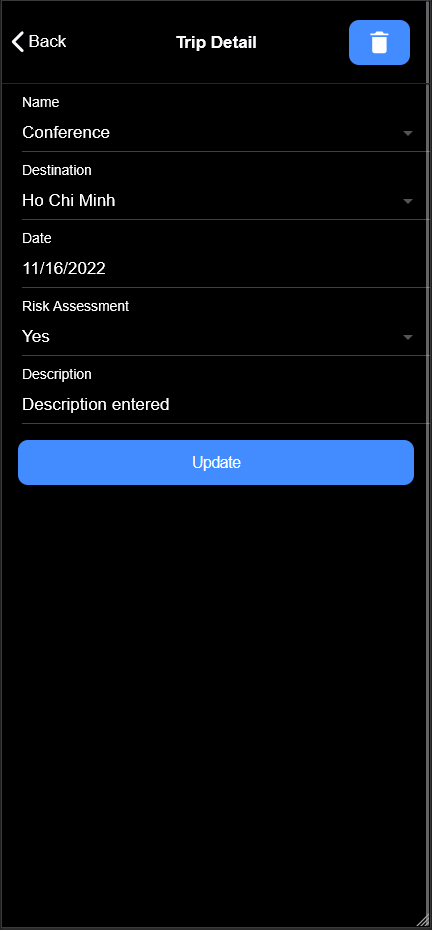 Back
Trip Detail
Name
Conference
Destination
Ho Chi Minh
Date
11/16/2022
Risk Assessment
Yes
Description
Description entered
Update